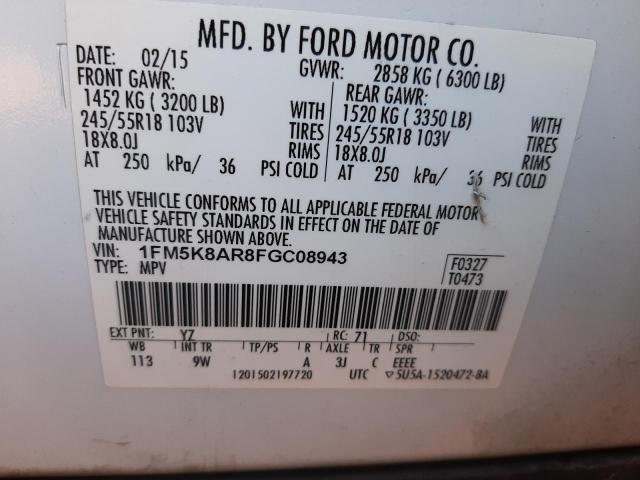 MFD. BY FORD MOTOR CO.
DATE: 02/15 GVWR: 2858 KG ( 6300 LB)
FRONT GAWR: REAR GAWR:
1452 KG ( 3200 LB) WITH 1520 KG ( 3350 LB) WITH
245/55R18 103V TIRES 245/55R18 103V TIRES
18X8.0J RIMS 18X8.0J RIMS
AT 250 kPa/ 36 PSI COLD AT 250 kPa/ 36 PSI COLD
THIS VEHICLE CONFORMS TO ALL APPLICABLE FEDERAL MOTOR
VEHICLE SAFETY STANDARDS IN EFFECT ON THE DATE OF
MANUFACTURE SHOWN ABOVE.
VIN: 1FM5K8AR8FGC08943 F0327
TYPE: MPV T0473
EXT PNT: YZ RC: 71 DSO:
WB INT TR TP/PS R AXLE TR SPR
113 9W A 3J C EEEE
1201502197720 UTC ▽5U5A-1520472-BA